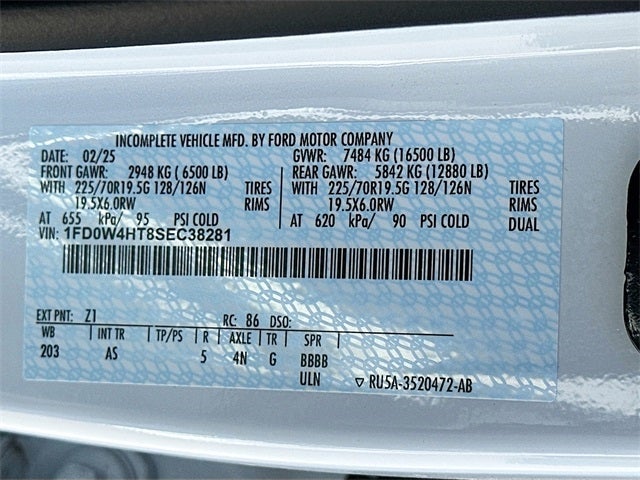 INCOMPLETE VEHICLE MFD. BY FORD MOTOR COMPANY
DATE: 02/25 GVWR: 7484 KG (16500 LB)
FRONT GAWR: 2948 KG (6500 LB) REAR GAWR: 5842 KG (12880 LB)
WITH 225/70R19.5G 128/126N TIRES WITH 225/70R19.5G 128/126N TIRES
19.5X6.0RW RIMS 19.5X6.0RW RIMS
AT 655 kPa/ 95 PSI COLD AT 620 kPa/ 90 PSI COLD DUAL
VIN: 1FD0W4HT8SEC38281
EXT PNT: Z1 RC: 86 DSO:
WB INT TR TP/PS R AXLE TR SPR
203 AS 5 4N G BBBB
ULN ▽ RU5A-3520472-AB